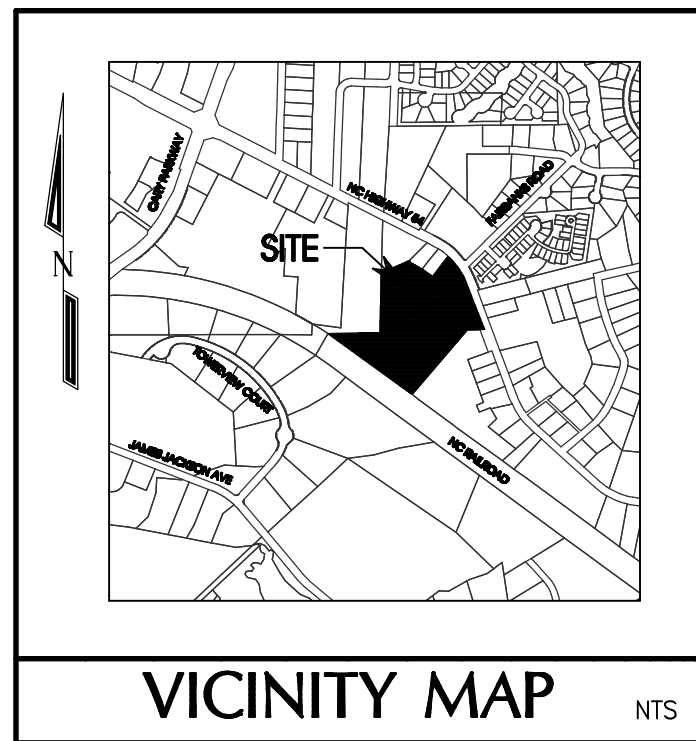 CARY PARKWAY
NC HIGHWAY 54
FAIRBANKS ROAD
SITE
N
TOWERVIEW COURT
JAMES JACKSON AVE
NC RAILROAD
VICINITY MAP
NTS